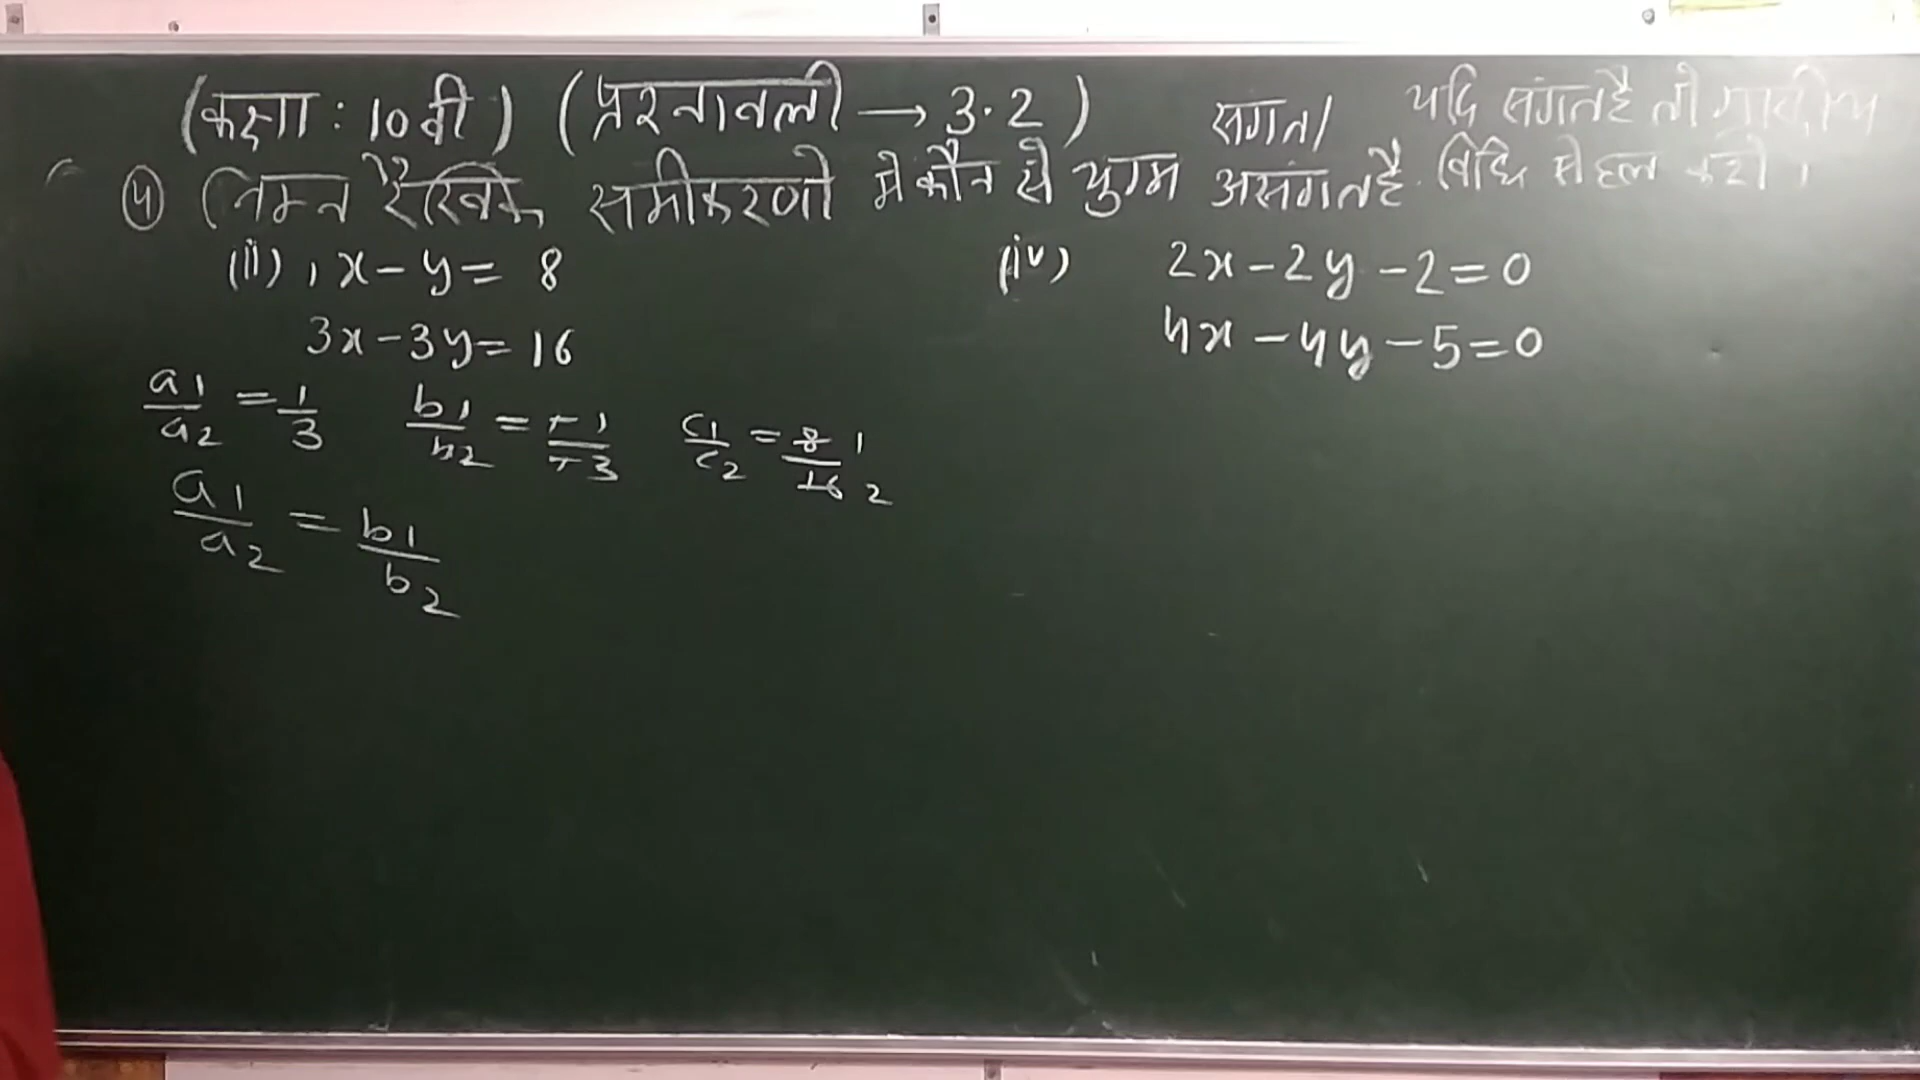 (कक्षा : 10वी) (प्रश्नावली → 3.2)
④ निम्न रैखिक समीकरणो मे कौन से युग्म संगत/असंगत है. यदि संगत है तो ग्राफीय विधि से हल करो।
(ii) , x - y = 8
3x - 3y = 16
a1/a2 = 1/3 b1/b2 = -1/-3 c1/c2 = 8/16 1/2
a1/a2 = b1/b2
(iv) 2x - 2y - 2 = 0
4x - 4y - 5 = 0